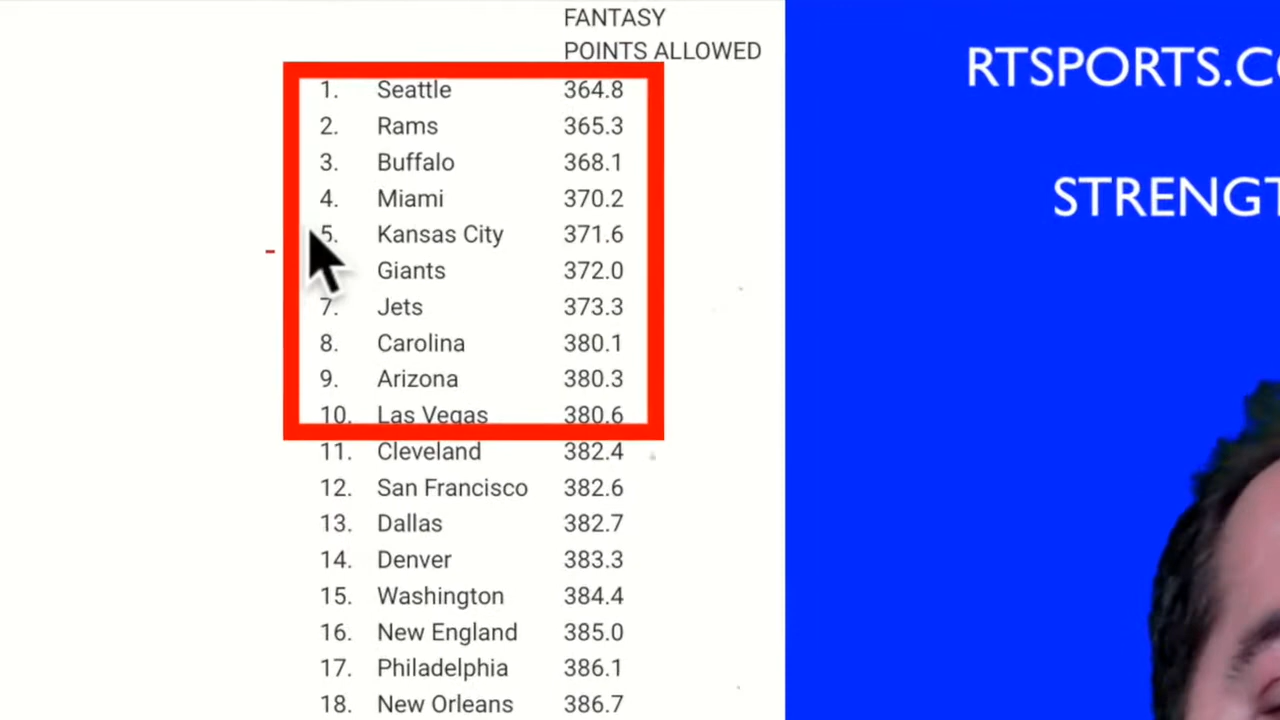 FANTASY
POINTS ALLOWED
1. Seattle 364.8
2. Rams 365.3
3. Buffalo 368.1
4. Miami 370.2
5. Kansas City 371.6
Giants 372.0
7. Jets 373.3
8. Carolina 380.1
9. Arizona 380.3
10. Las Vegas 380.6
11. Cleveland 382.4
12. San Francisco 382.6
13. Dallas 382.7
14. Denver 383.3
15. Washington 384.4
16. New England 385.0
17. Philadelphia 386.1
18. New Orleans 386.7
RTSPORTS.C
STRENGT